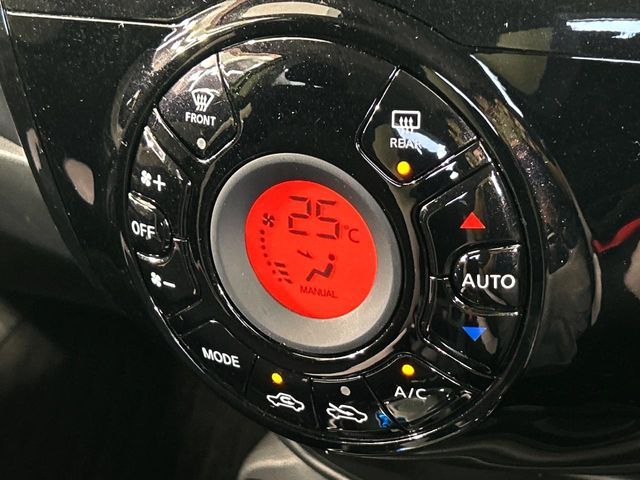 FRONT
REAR
25°C
OFF
MANUAL
AUTO
MODE
A/C